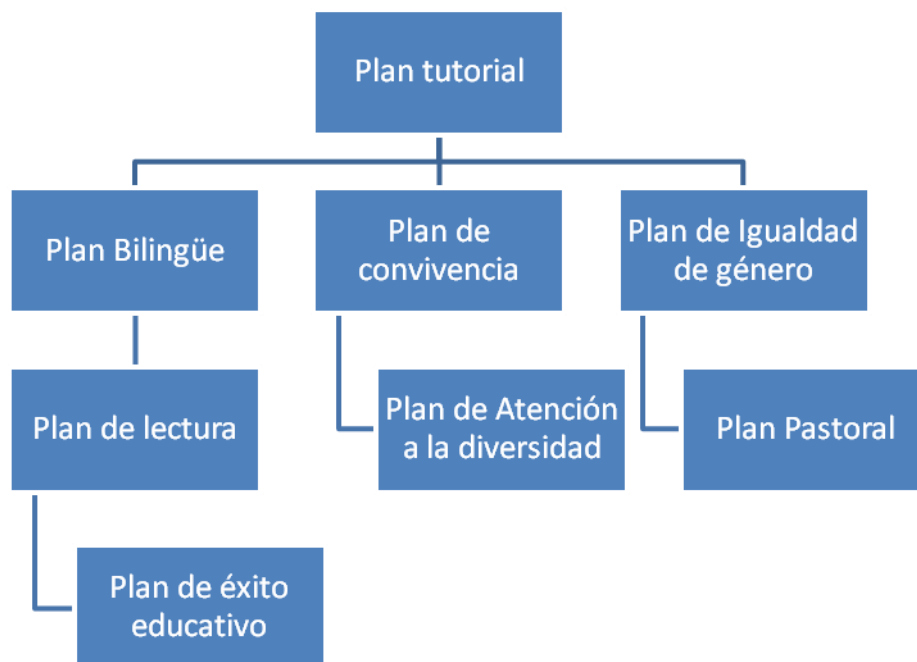 Plan tutorial
Plan Bilingüe
Plan de
convivencia
Plan de Igualdad
de género
Plan de lectura
Plan de Atención
a la diversidad
Plan Pastoral
Plan de éxito
educativo